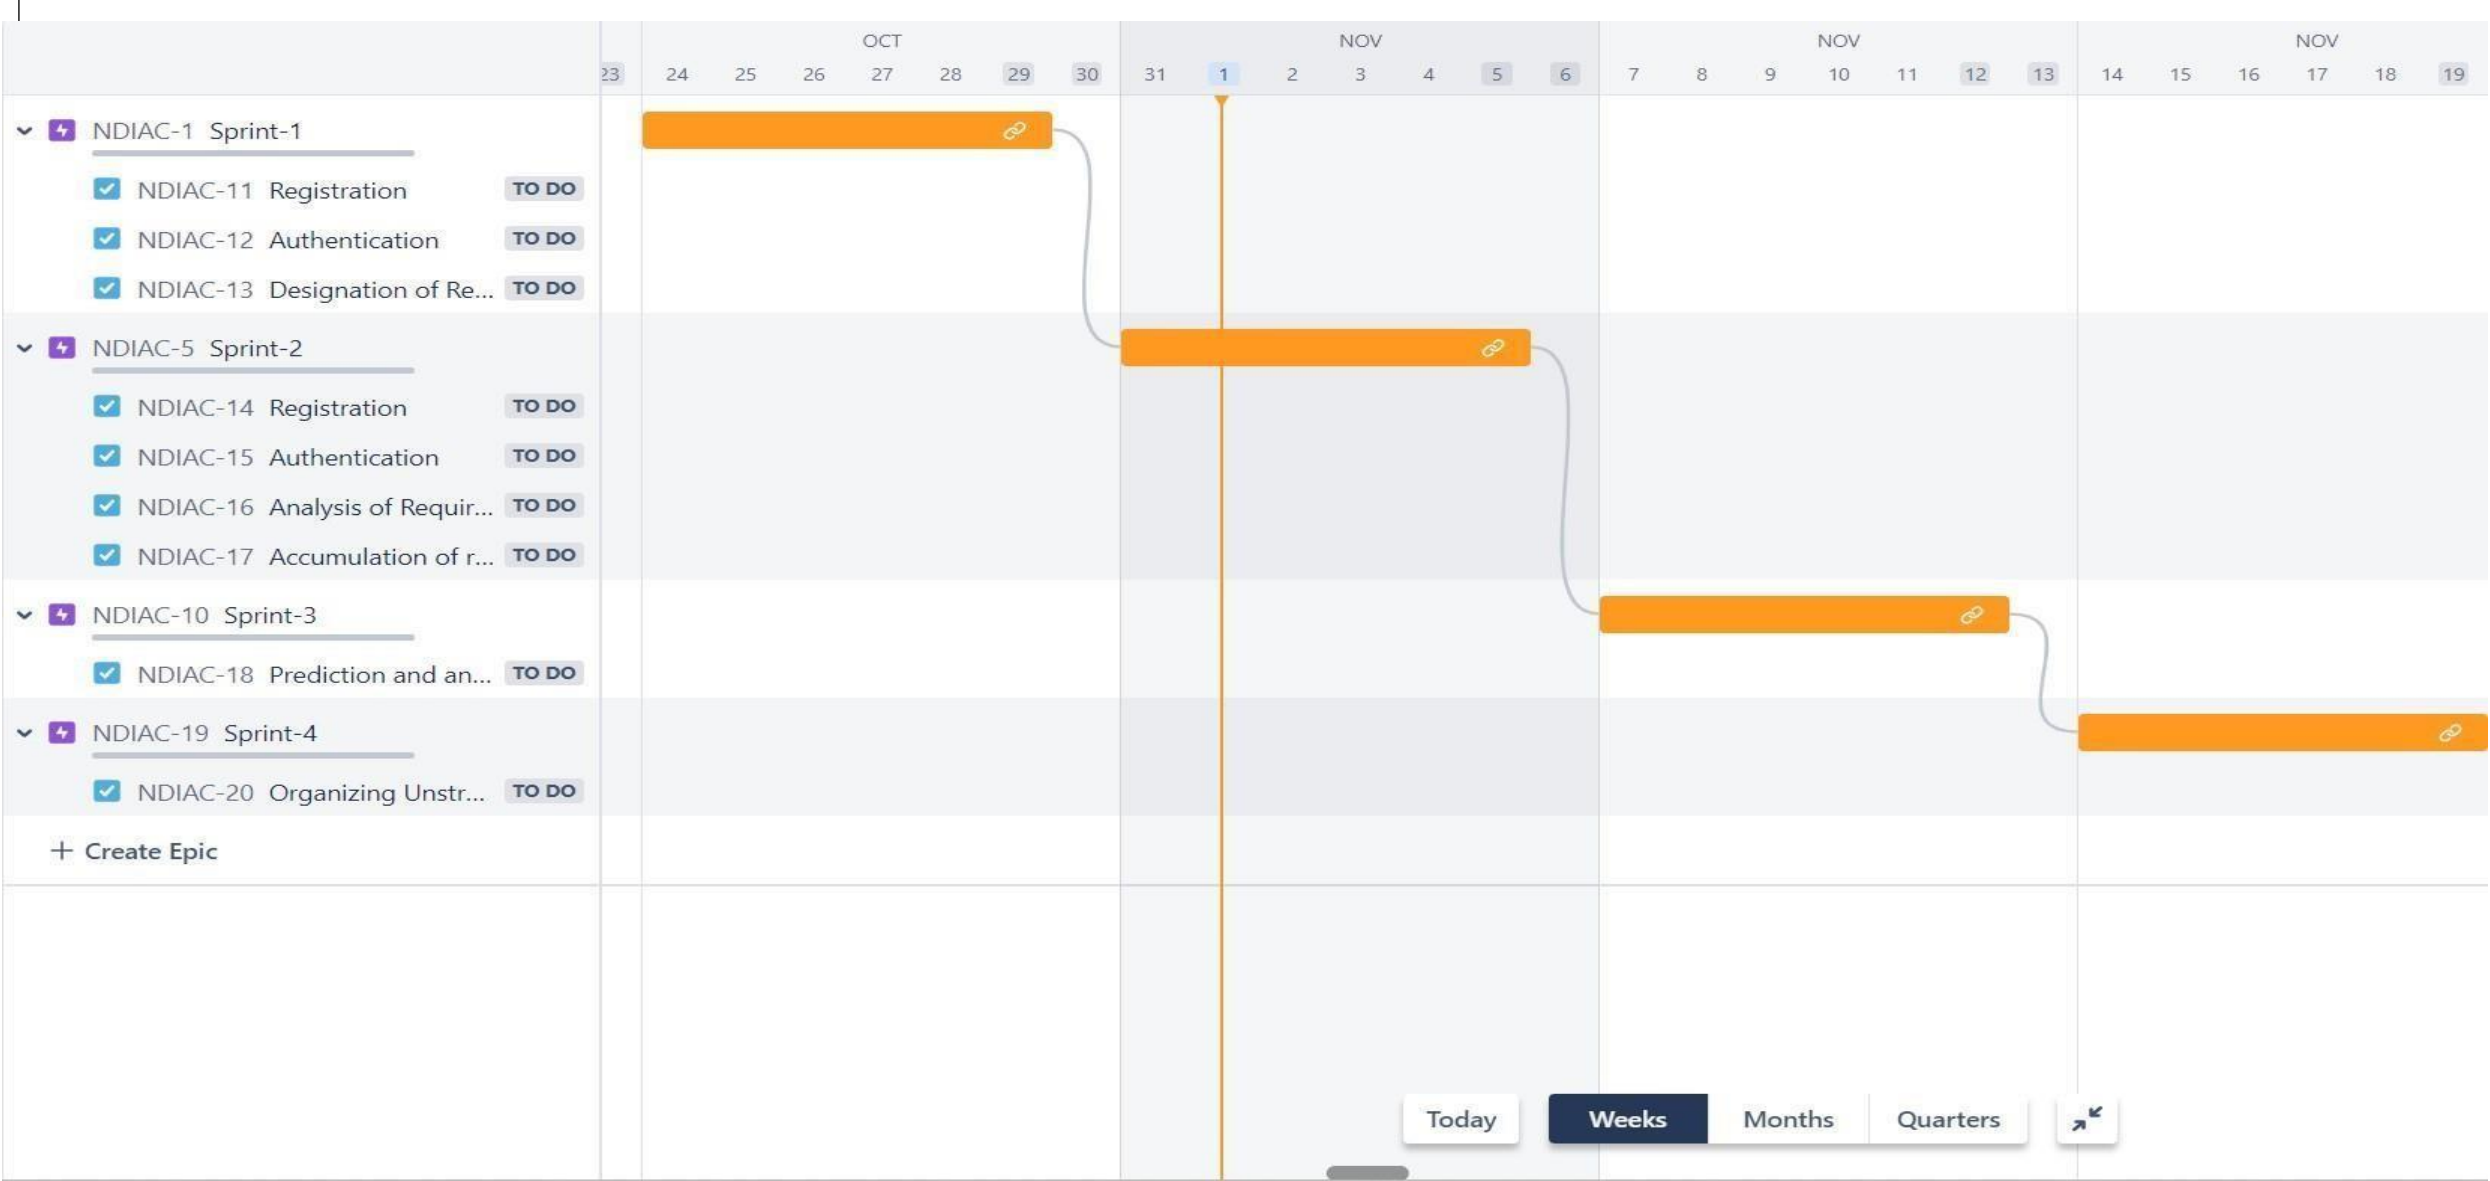 OCT NOV NOV NOV
23 24 25 26 27 28 29 30 31 1 2 3 4 5 6 7 8 9 10 11 12 13 14 15 16 17 18 19
NDIAC-1 Sprint-1
NDIAC-11 Registration TO DO
NDIAC-12 Authentication TO DO
NDIAC-13 Designation of Re... TO DO
NDIAC-5 Sprint-2
NDIAC-14 Registration TO DO
NDIAC-15 Authentication TO DO
NDIAC-16 Analysis of Requir... TO DO
NDIAC-17 Accumulation of r... TO DO
NDIAC-10 Sprint-3
NDIAC-18 Prediction and an... TO DO
NDIAC-19 Sprint-4
NDIAC-20 Organizing Unstr... TO DO
+ Create Epic
Today Weeks Months Quarters